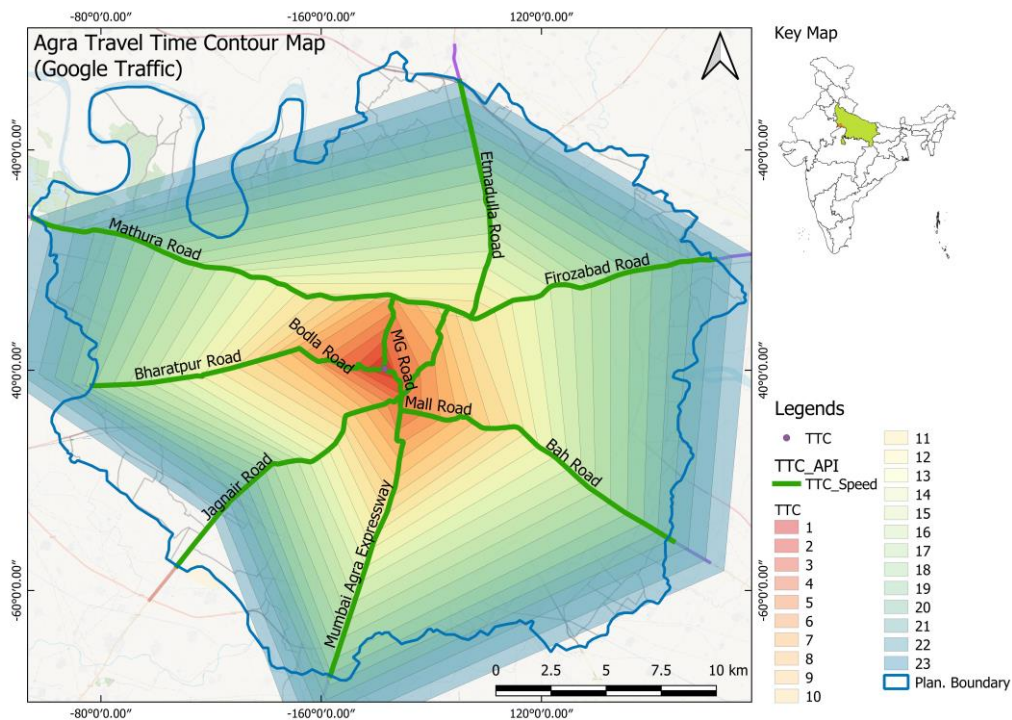 -80°0'0.00" -160°0'0.00" 120°0'0.00"
Agra Travel Time Contour Map
(Google Traffic)
Key Map
-40°0'0.00"
-40°0'0.00"
Etmadulla Road
Mathura Road
Firozabad Road
Bodla Road
MG Road
Bharatpur Road
40°0'0.00"
40°0'0.00"
Mall Road
Bah Road
Jagnair Road
Mumbai Agra Expressway
-60°0'0.00"
-60°0'0.00"
0 2.5 5 7.5 10 km
-80°0'0.00" -160°0'0.00" 120°0'0.00"
Legends
TTC
TTC_API
TTC_Speed
TTC
1
2
3
4
5
6
7
8
9
10
11
12
13
14
15
16
17
18
19
20
21
22
23
Plan. Boundary